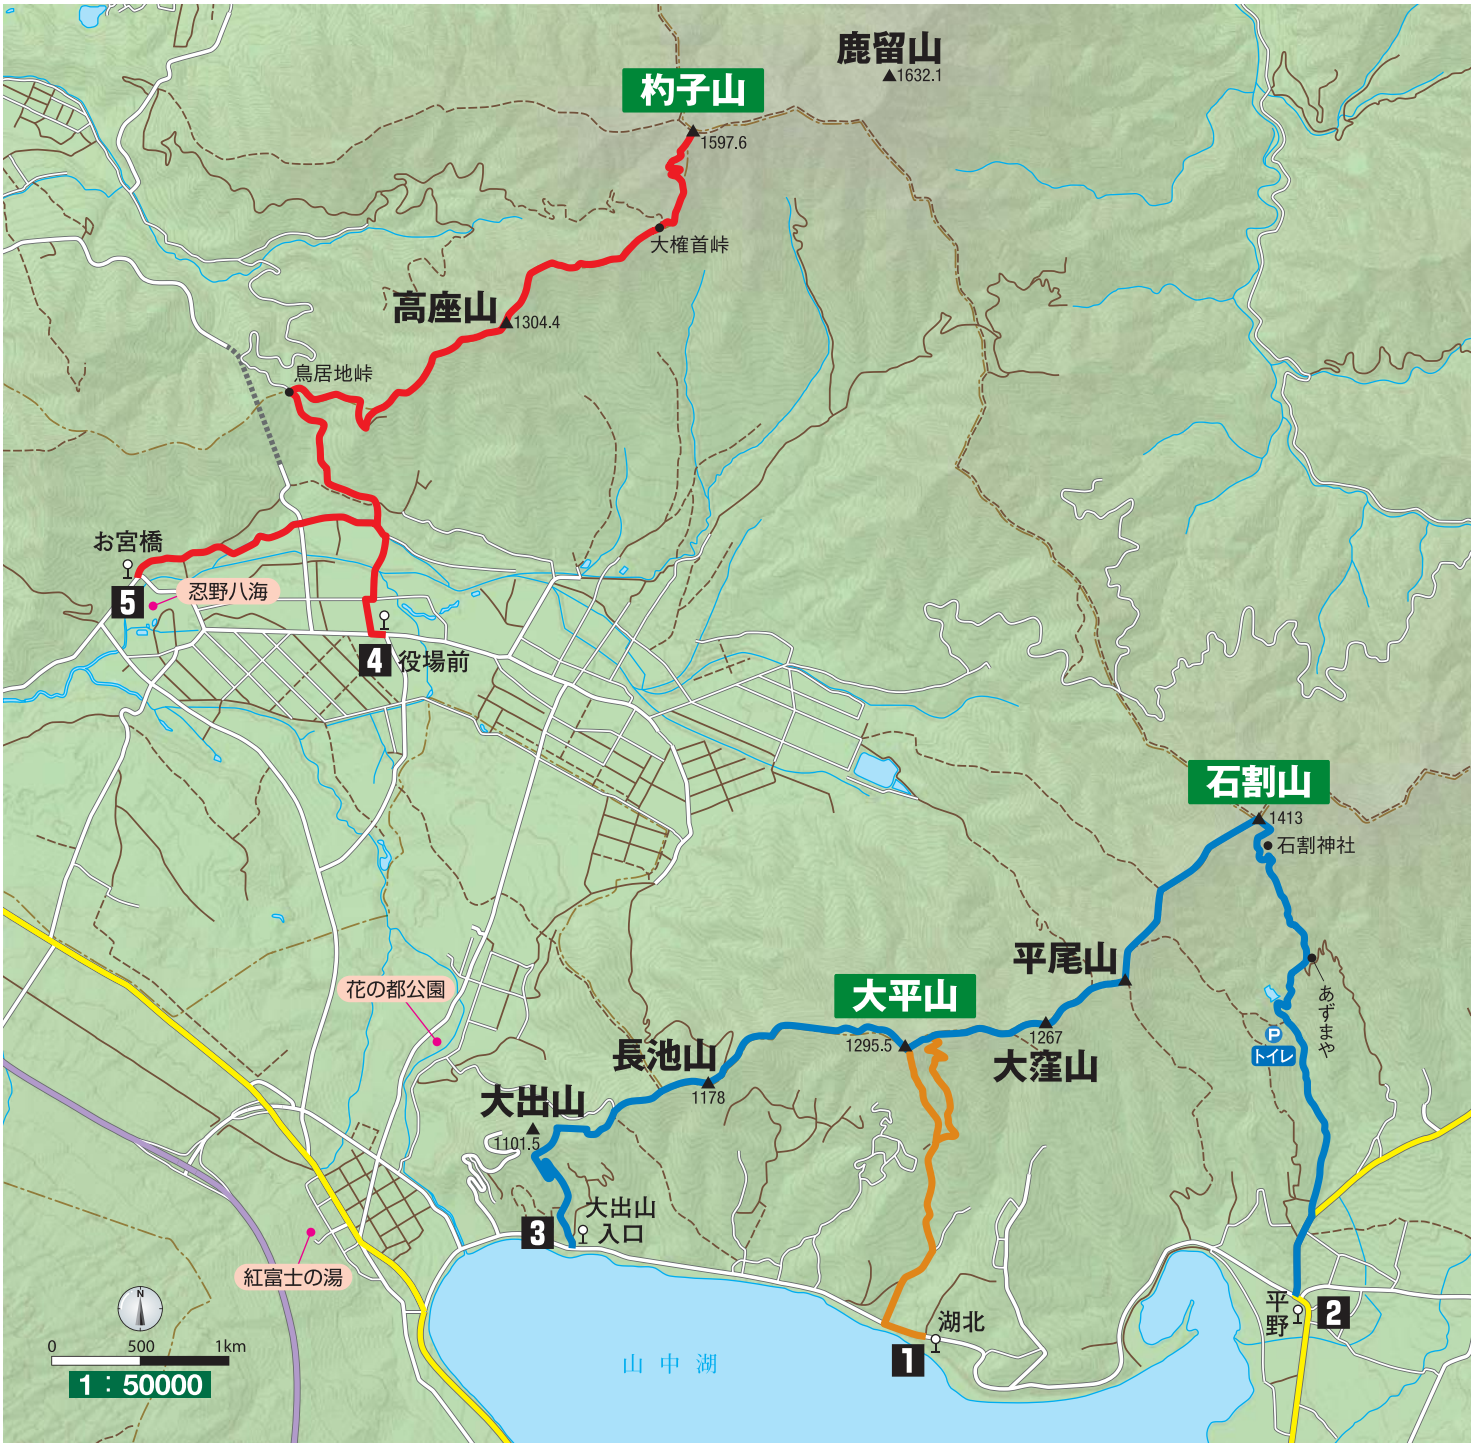 鹿留山
1632.1
杓子山
1597.6
大榷首峠
高座山
1304.4
鳥居地峠
お宮橋
5
忍野八海
4
役場前
石割山
1413
石割神社
平尾山
大平山
あずまや
花の都公園
1295.5
1267
P
トイレ
長池山
大窪山
大出山
1178
1101.5
大出山
入口
3
紅富士の湯
N
平野
2
湖北
0 500 1km
1
山中湖
1：50000